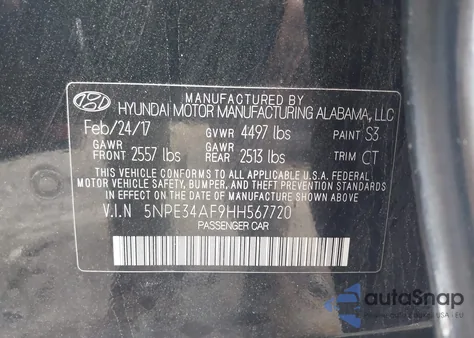 MANUFACTURED BY
HYUNDAI MOTOR MANUFACTURING ALABAMA, LLC
Feb/24/17 GVWR 4497 lbs PAINT S3
GAWR FRONT 2557 lbs GAWR REAR 2513 lbs TRIM CT
THIS VEHICLE CONFORMS TO ALL APPLICABLE U.S.A. FEDERAL
MOTOR VEHICLE SAFETY, BUMPER, AND THEFT PREVENTION
STANDARDS IN EFFECT ON THE DATE OF MANUFACTURE SHOWN
ABOVE.
V.I.N 5NPE34AF9HH567720
PASSENGER CAR
autoSnap